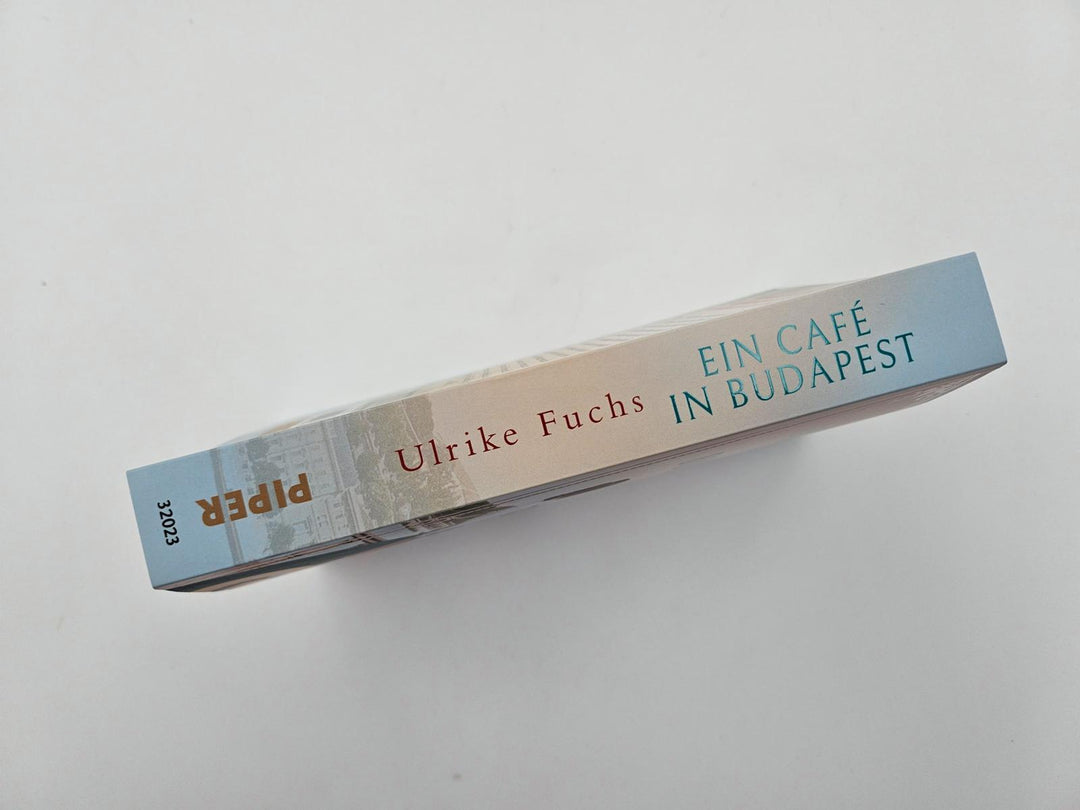 EIN CAFÉ
IN BUDAPEST
Ulrike Fuchs
PIPER
32023